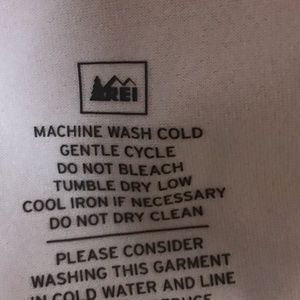 REI
MACHINE WASH COLD
GENTLE CYCLE
DO NOT BLEACH
TUMBLE DRY LOW
COOL IRON IF NECESSARY
DO NOT DRY CLEAN
PLEASE CONSIDER
WASHING THIS GARMENT
IN COLD WATER AND LINE